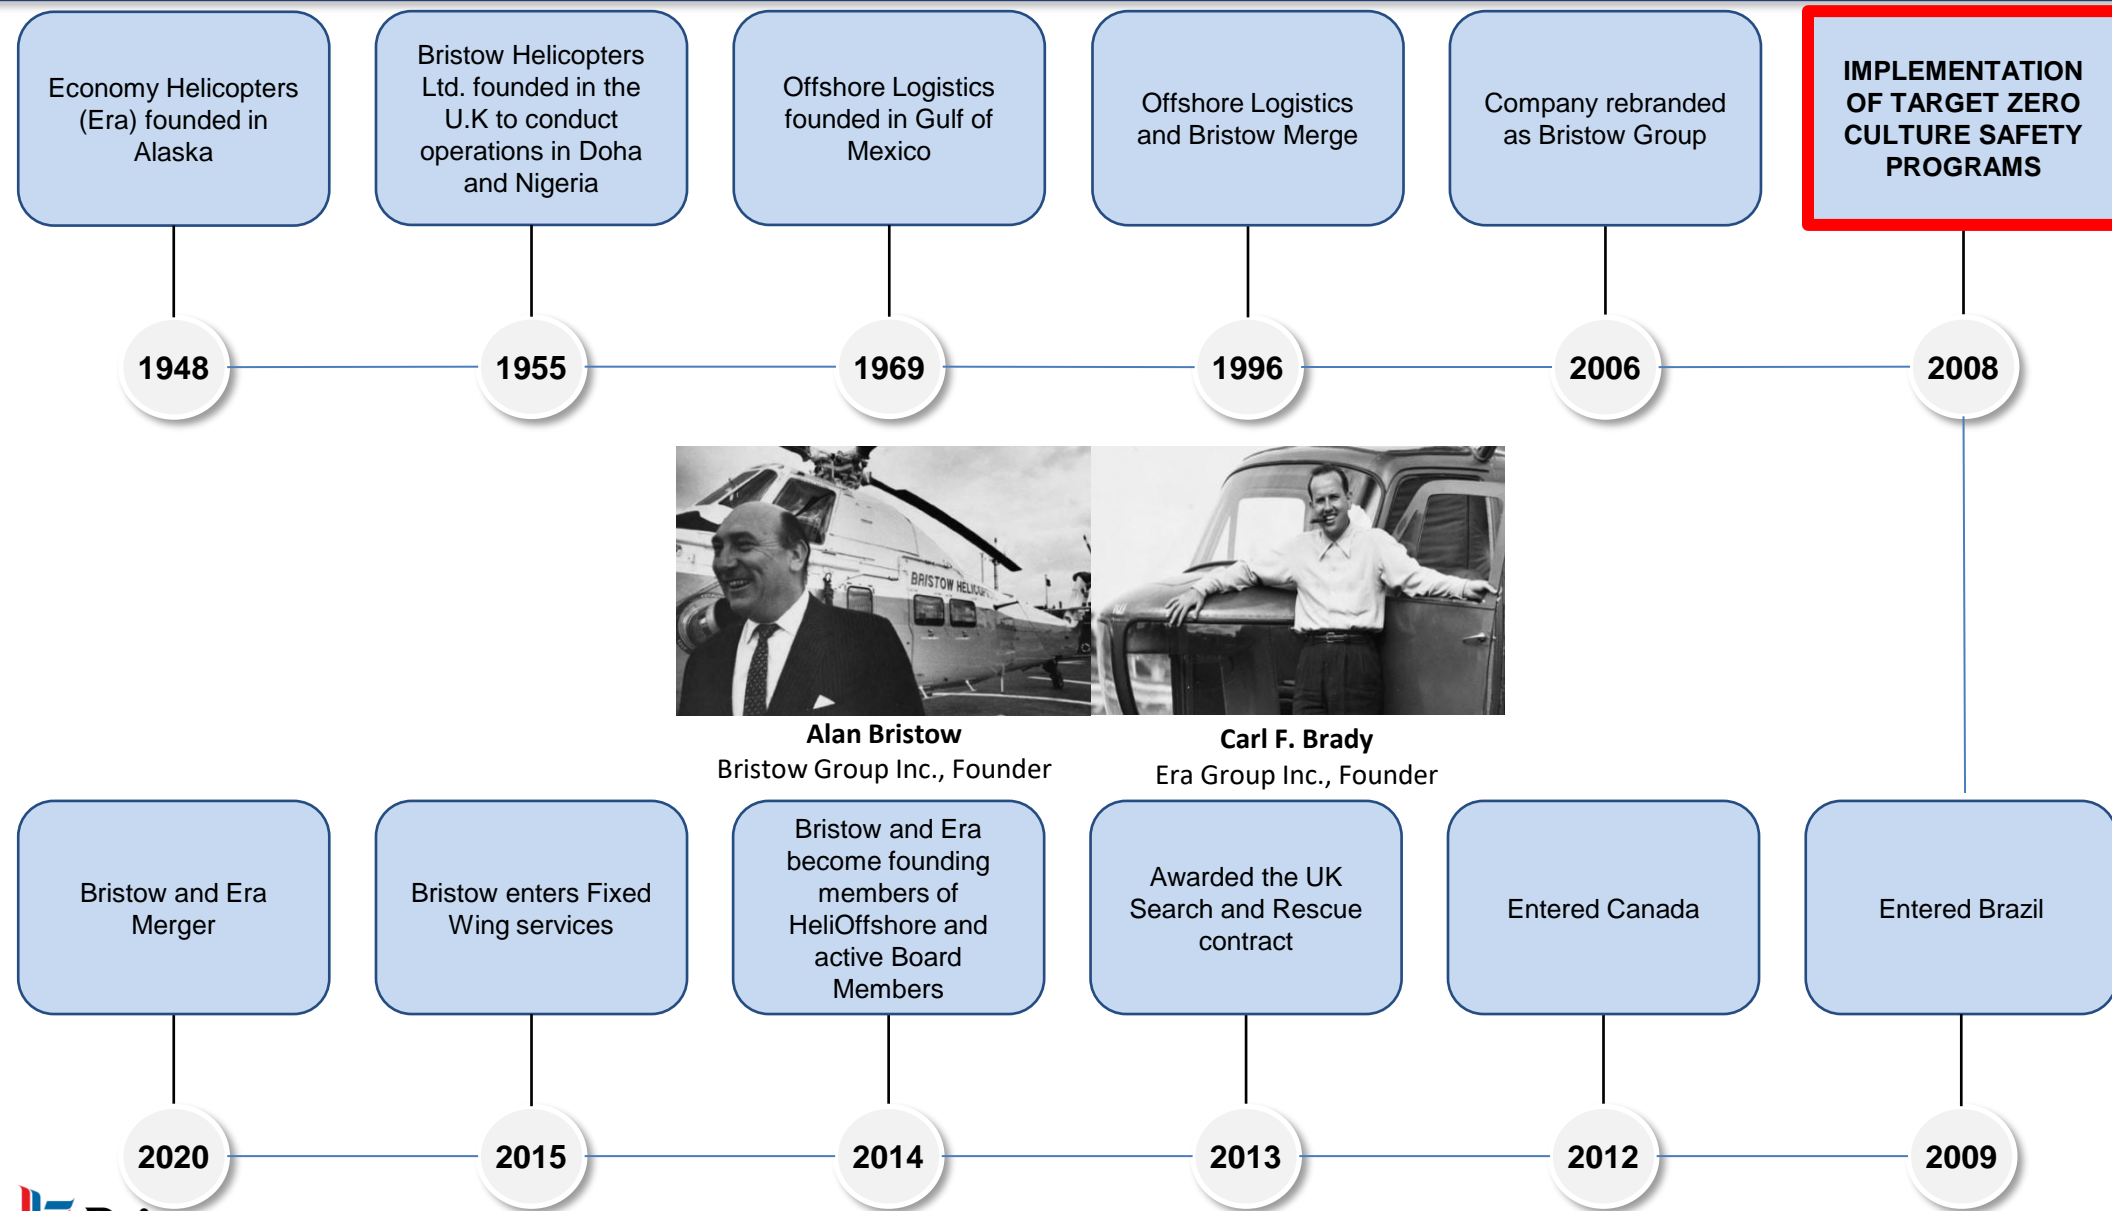 Economy Helicopters
(Era) founded in
Alaska
Bristow Helicopters
Ltd. founded in the
U.K to conduct
operations in Doha
and Nigeria
Offshore Logistics
founded in Gulf of
Mexico
Offshore Logistics
and Bristow Merge
Company rebranded
as Bristow Group
IMPLEMENTATION
OF TARGET ZERO
CULTURE SAFETY
PROGRAMS
1948
1955
1969
1996
2006
2008
BRISTOW
Alan Bristow
Bristow Group Inc., Founder
Carl F. Brady
Era Group Inc., Founder
Bristow and Era
Merger
Bristow enters Fixed
Wing services
Bristow and Era
become founding
members of
HeliOffshore and
active Board
Members
Awarded the UK
Search and Rescue
contract
Entered Canada
Entered Brazil
2020
2015
2014
2013
2012
2009